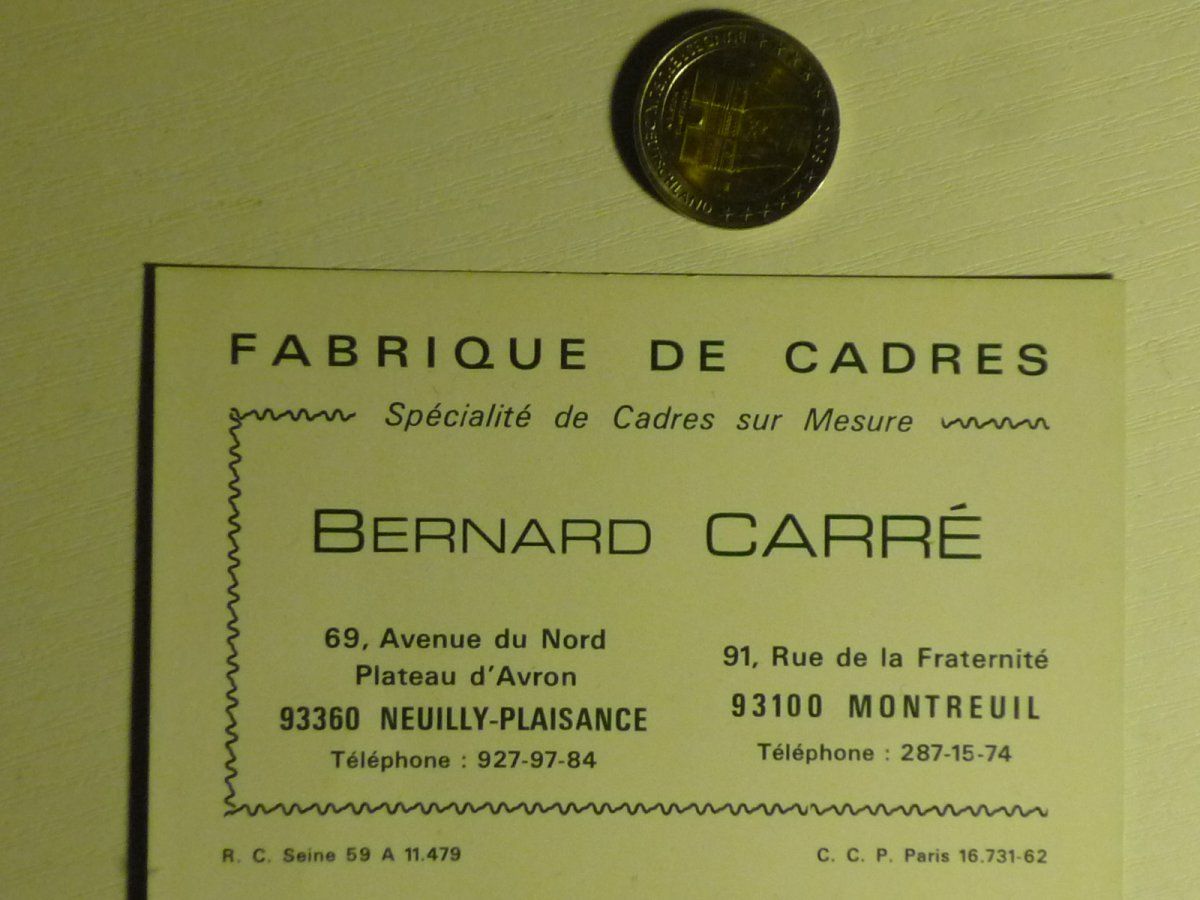 FABRIQUE DE CADRES
Spécialité de Cadres sur Mesure
BERNARD CARRÉ
69, Avenue du Nord
Plateau d'Avron
93360 NEUILLY-PLAISANCE
Téléphone : 927-97-84
91, Rue de la Fraternité
93100 MONTREUIL
Téléphone : 287-15-74
R. C. Seine 59 A 11.479
C. C. P. Paris 16.731-62